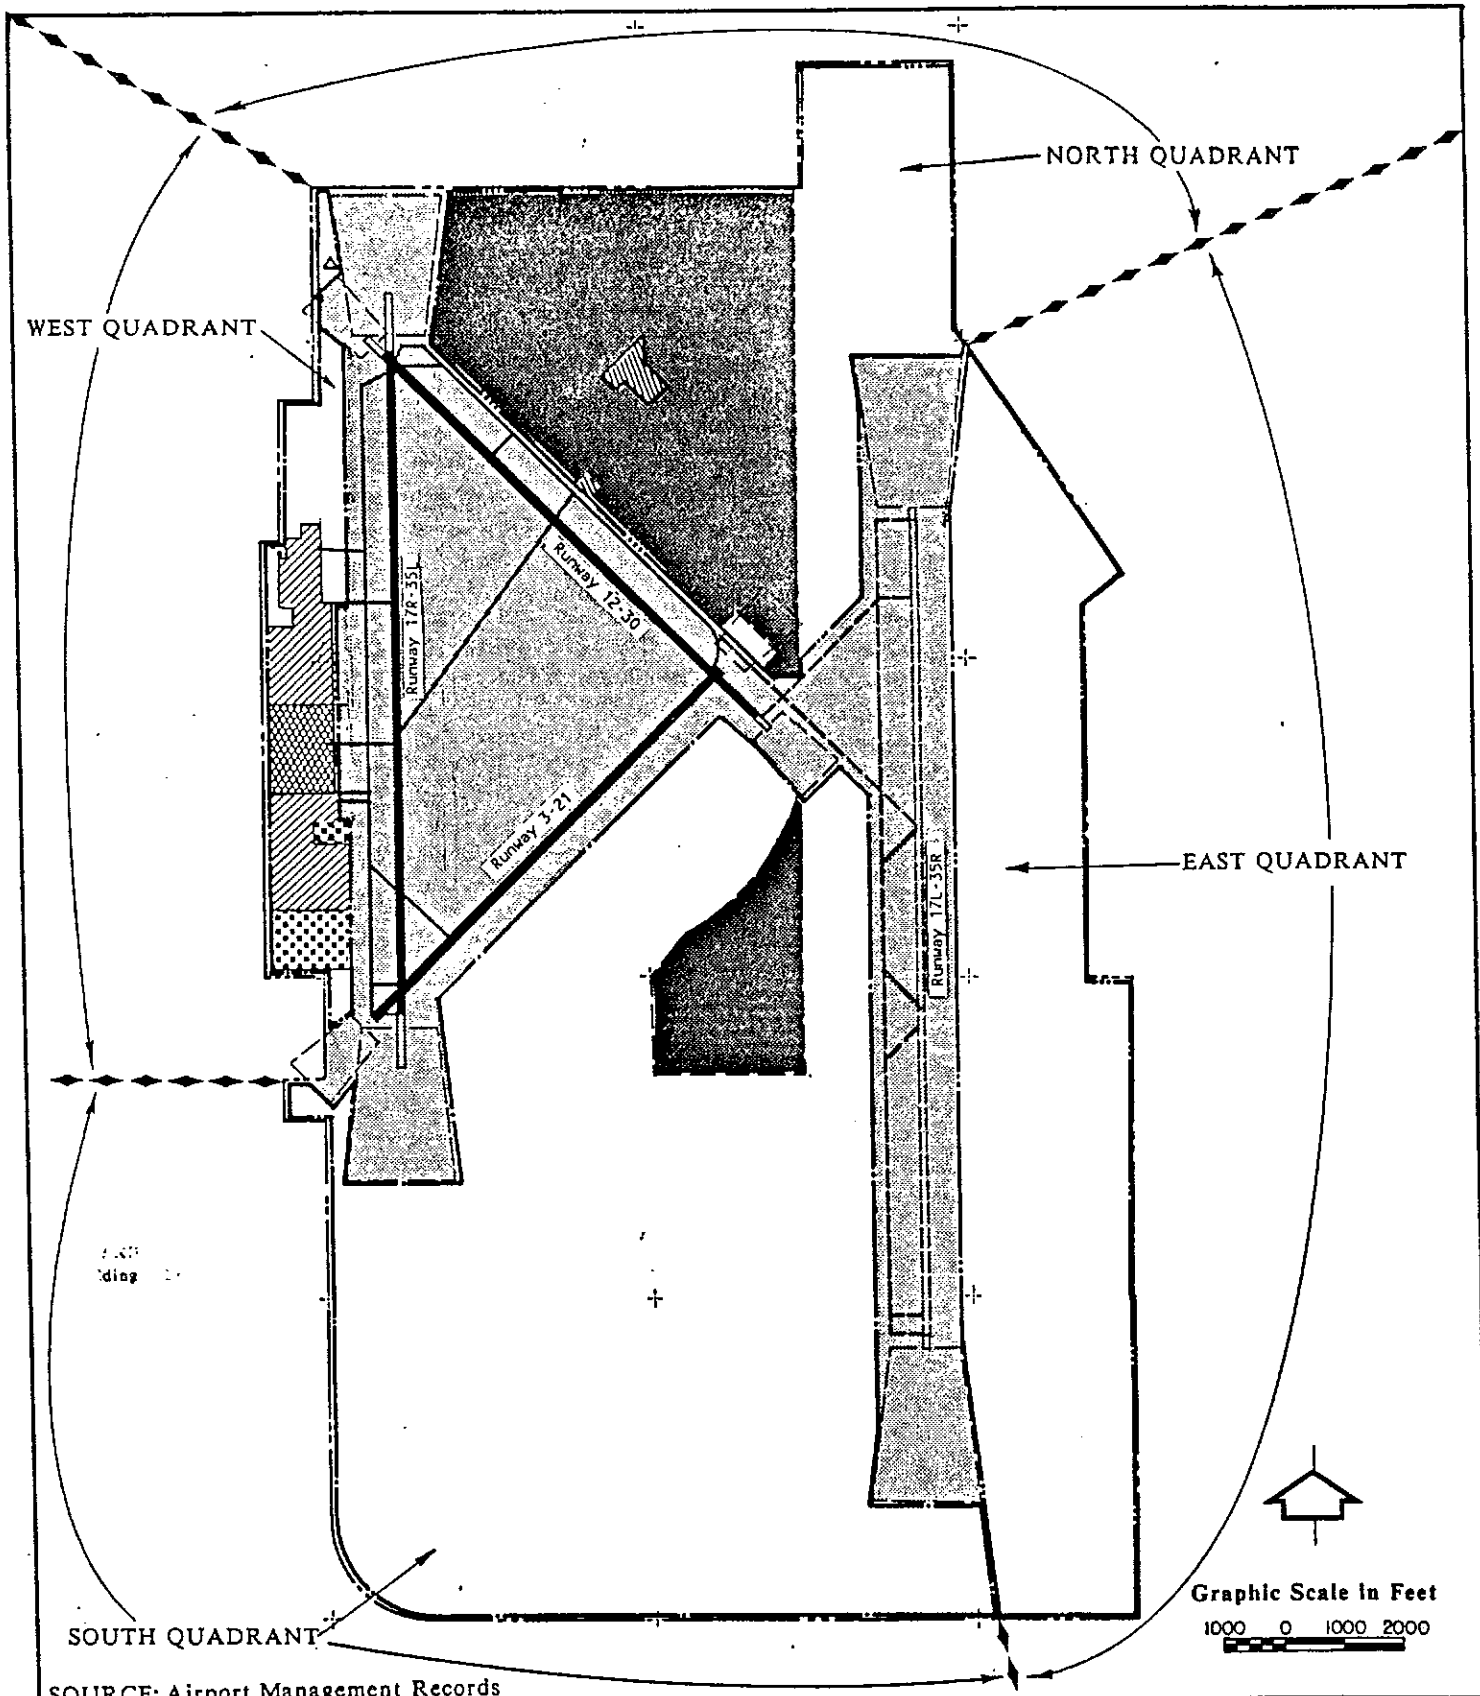 NORTH QUADRANT
WEST QUADRANT
Runway 17R-35L
Runway 12-30
Runway 3-21
EAST QUADRANT
Runway 17L-35R
ding
Graphic Scale in Feet
1000 0 1000 2000
SOUTH QUADRANT
SOURCE: Airport Management Records